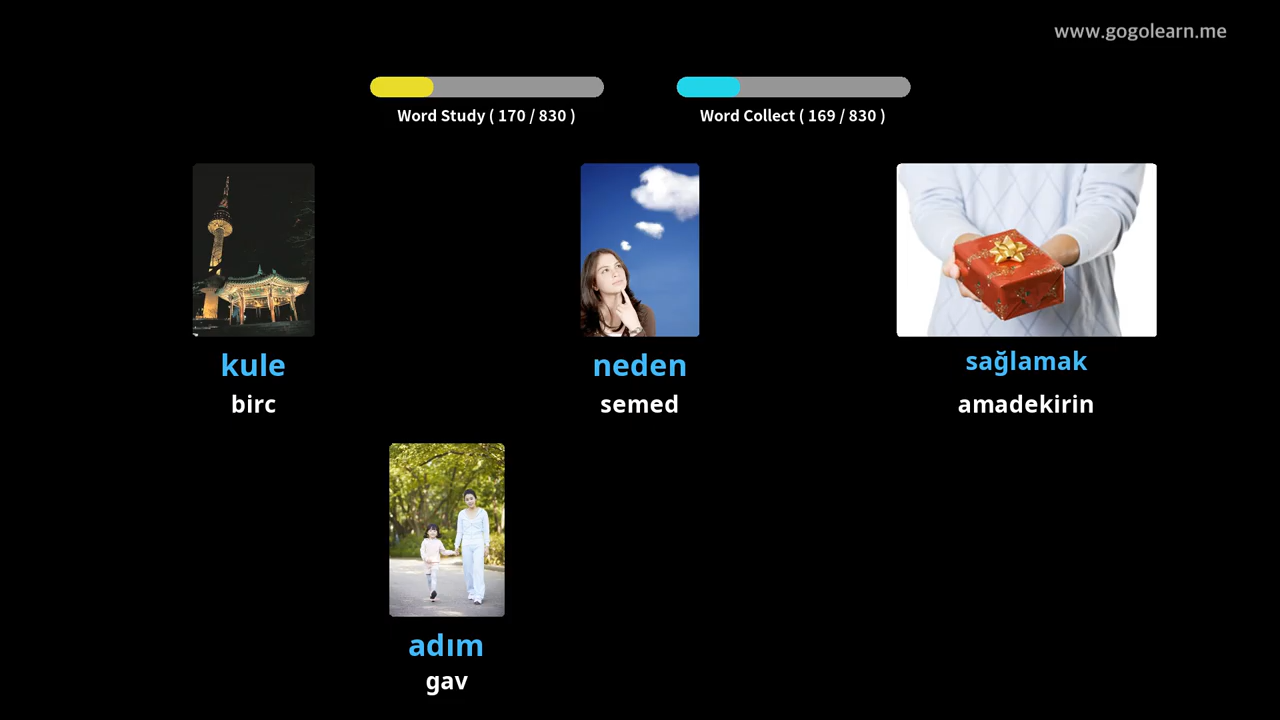 www.gogolearn.me
Word Study ( 170 / 830 )
Word Collect ( 169 / 830 )
kule
birc
neden
semed
sağlamak
amadekirin
adım
gav